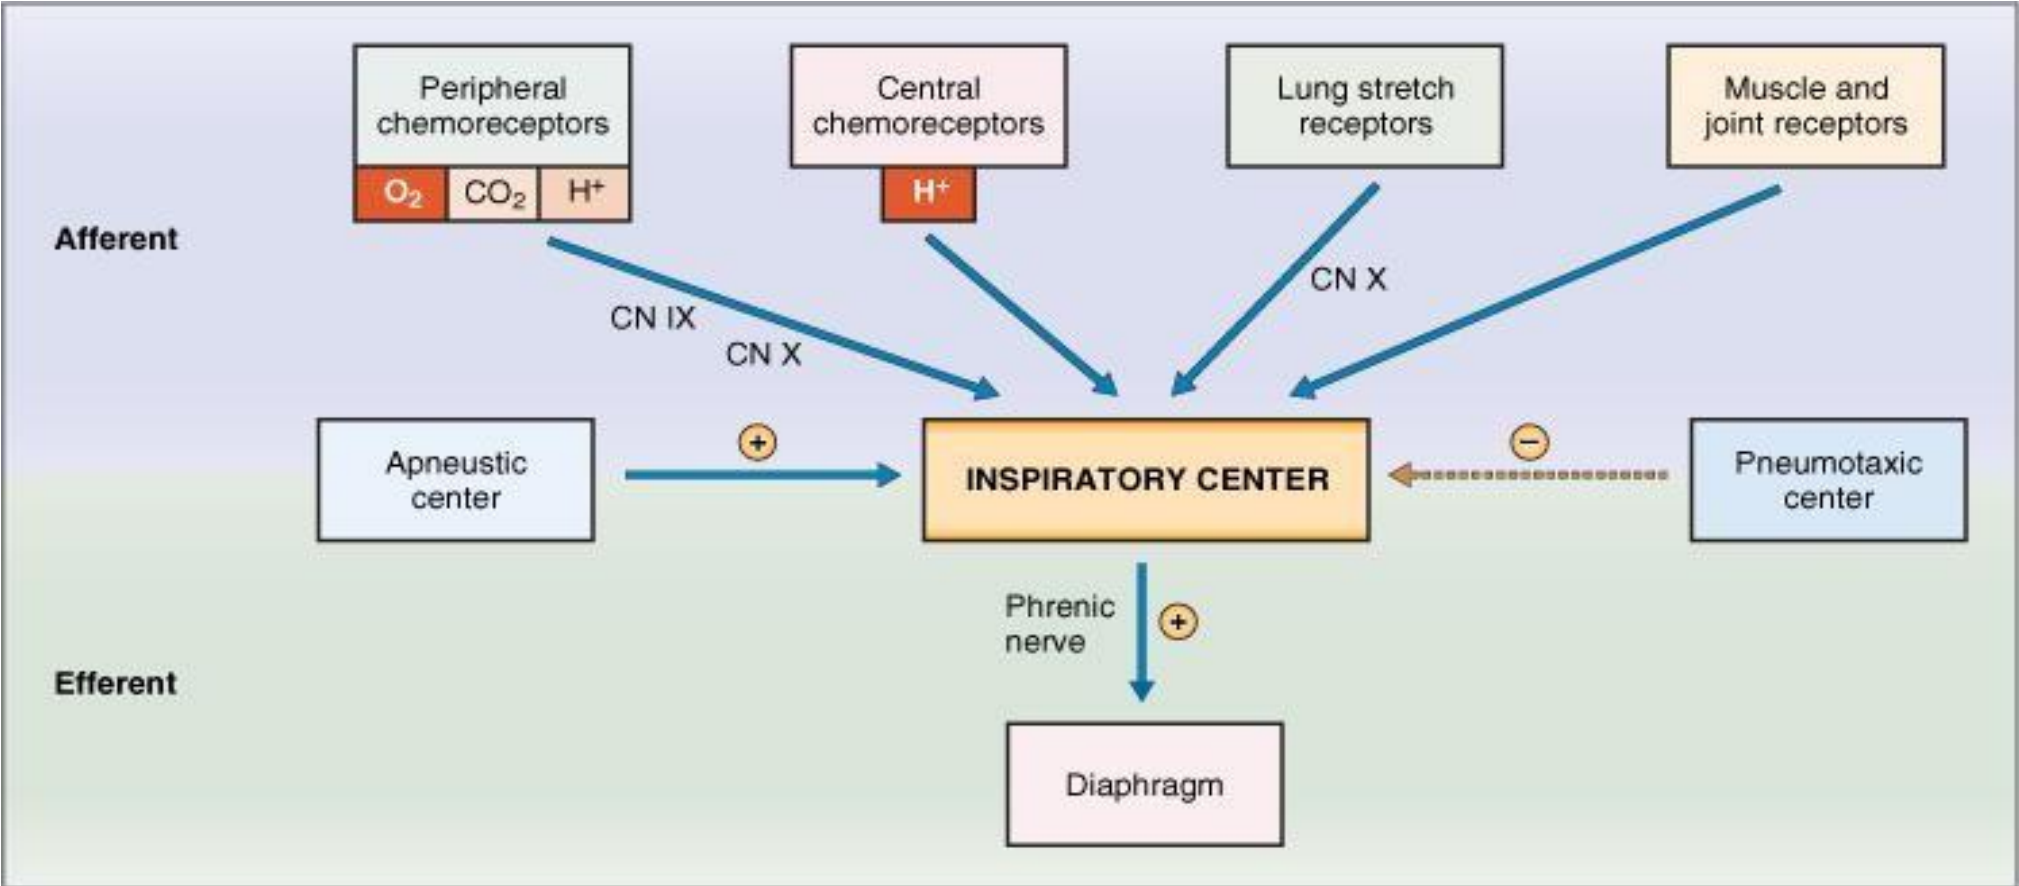 Peripheral
chemoreceptors
O₂ CO₂ H⁺
Central
chemoreceptors
H⁺
Lung stretch
receptors
Muscle and
joint receptors
Afferent
CN IX
CN X
CN X
Apneustic
center
+
INSPIRATORY CENTER
−
Pneumotaxic
center
Phrenic
nerve
+
Efferent
Diaphragm